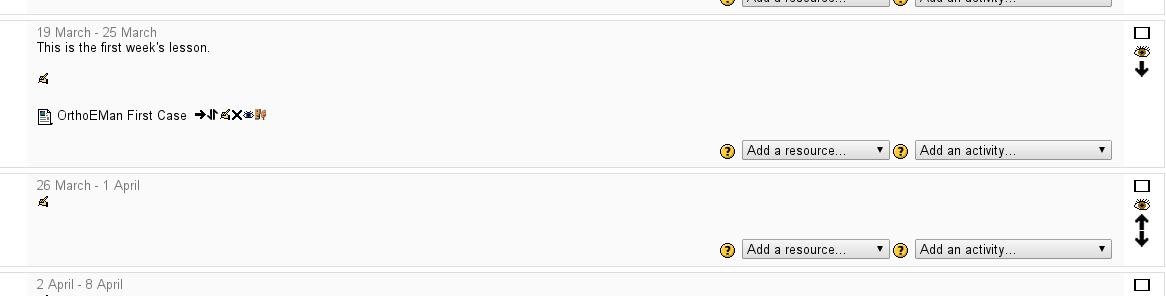 Add a resource... Add an activity...
19 March - 25 March
This is the first week's lesson.
OrthoEMan First Case
? Add a resource... ? Add an activity...
26 March - 1 April
? Add a resource... ? Add an activity...
2 April - 8 April